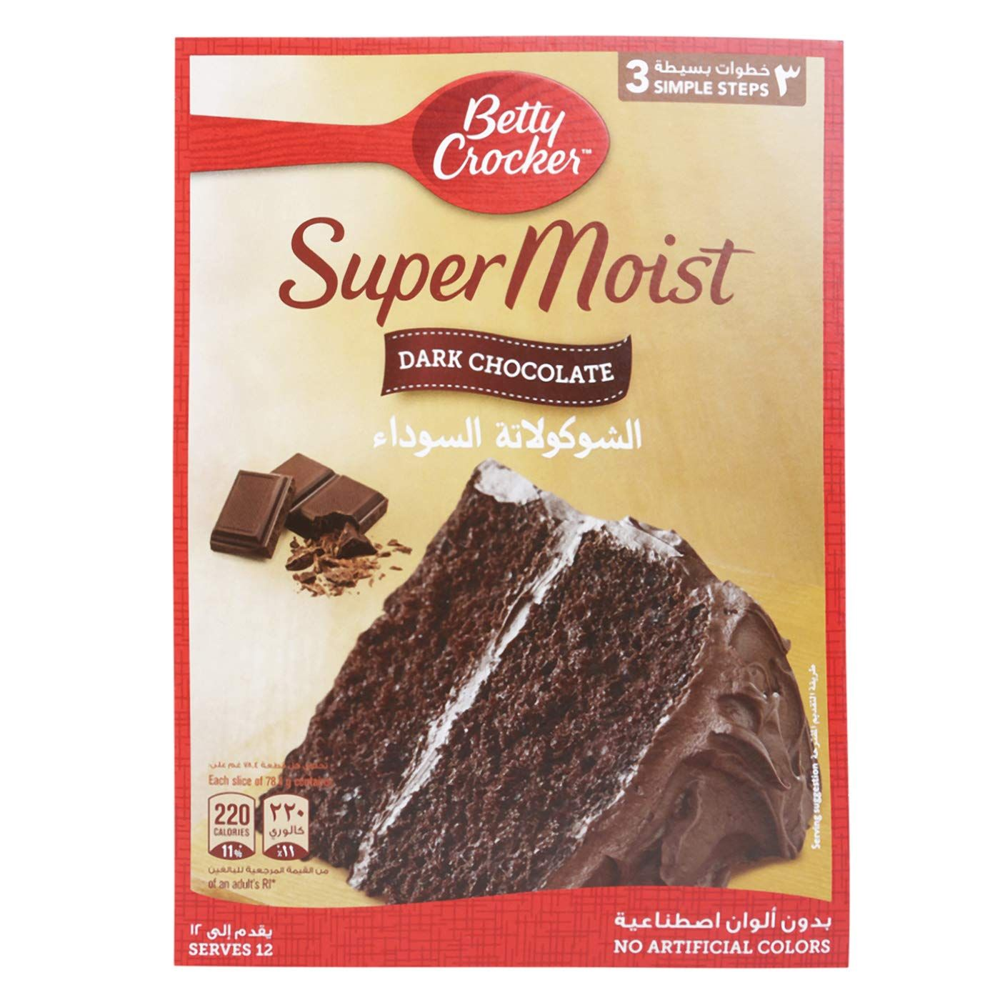 3 خطوات بسيطة ٣
SIMPLE STEPS
Betty
Crocker™
SuperMoist
DARK CHOCOLATE
الشوكولاتة السوداء
تحتوي كل قطعة ٧٨.٤ غم على
Each slice of 78.4 g contains
220
CALORIES
11%
٢٢٠
كالوري
٪١١
من القيمة المرجعية للبالغين
of an adult's RI*
طريقة التقديم المقترحة
Serving suggestion
يقدم إلى ١٢
SERVES 12
بدون ألوان اصطناعية
NO ARTIFICIAL COLORS